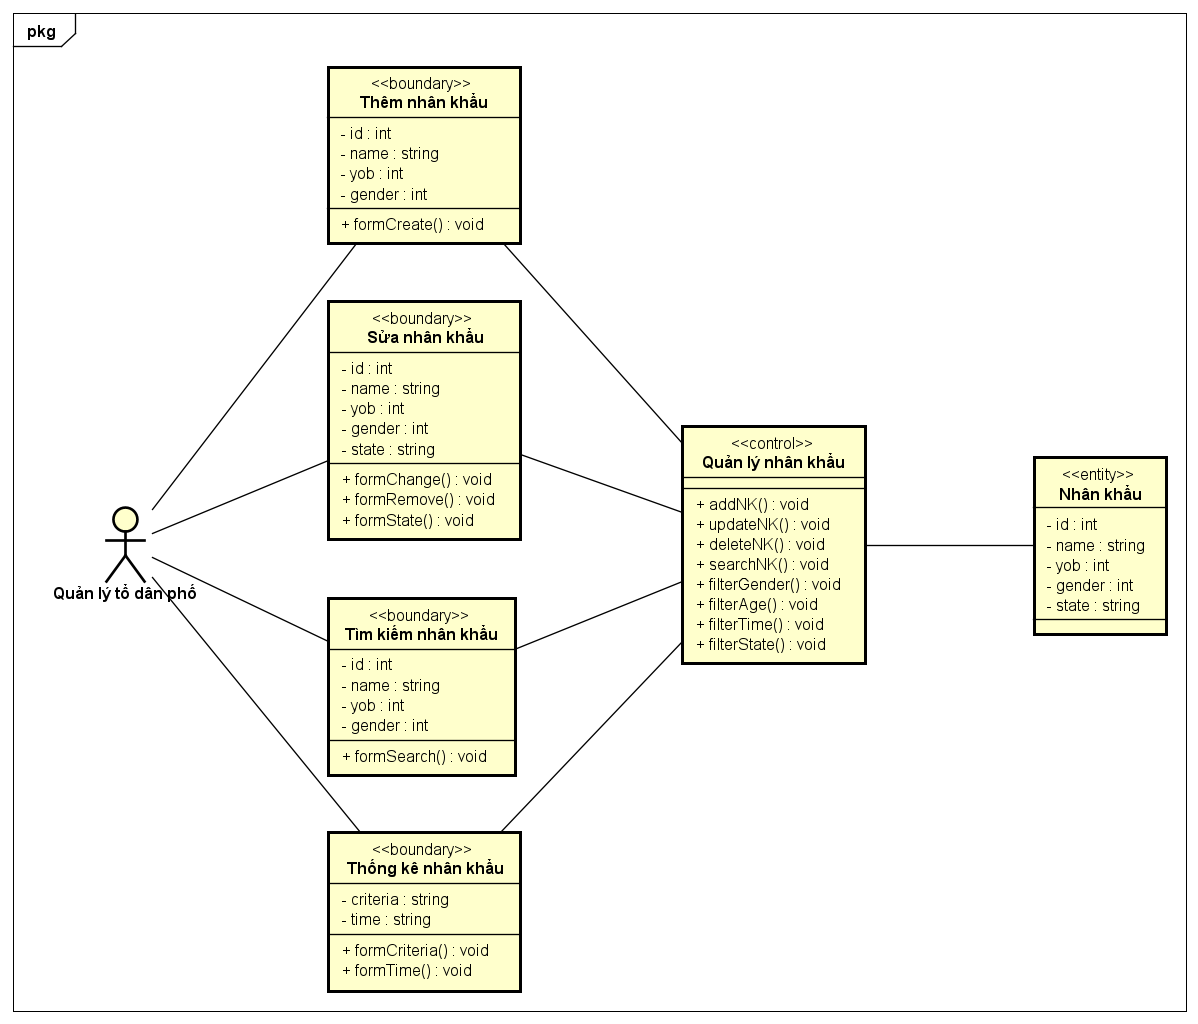 pkg
<<boundary>>
Thêm nhân khẩu
- id : int
- name : string
- yob : int
- gender : int
+ formCreate() : void
<<boundary>>
Sửa nhân khẩu
- id : int
- name : string
- yob : int
- gender : int
- state : string
+ formChange() : void
+ formRemove() : void
+ formState() : void
Quản lý tổ dân phố
<<boundary>>
Tìm kiếm nhân khẩu
- id : int
- name : string
- yob : int
- gender : int
+ formSearch() : void
<<boundary>>
Thống kê nhân khẩu
- criteria : string
- time : string
+ formCriteria() : void
+ formTime() : void
<<control>>
Quản lý nhân khẩu
+ addNK() : void
+ updateNK() : void
+ deleteNK() : void
+ searchNK() : void
+ filterGender() : void
+ filterAge() : void
+ filterTime() : void
+ filterState() : void
<<entity>>
Nhân khẩu
- id : int
- name : string
- yob : int
- gender : int
- state : string